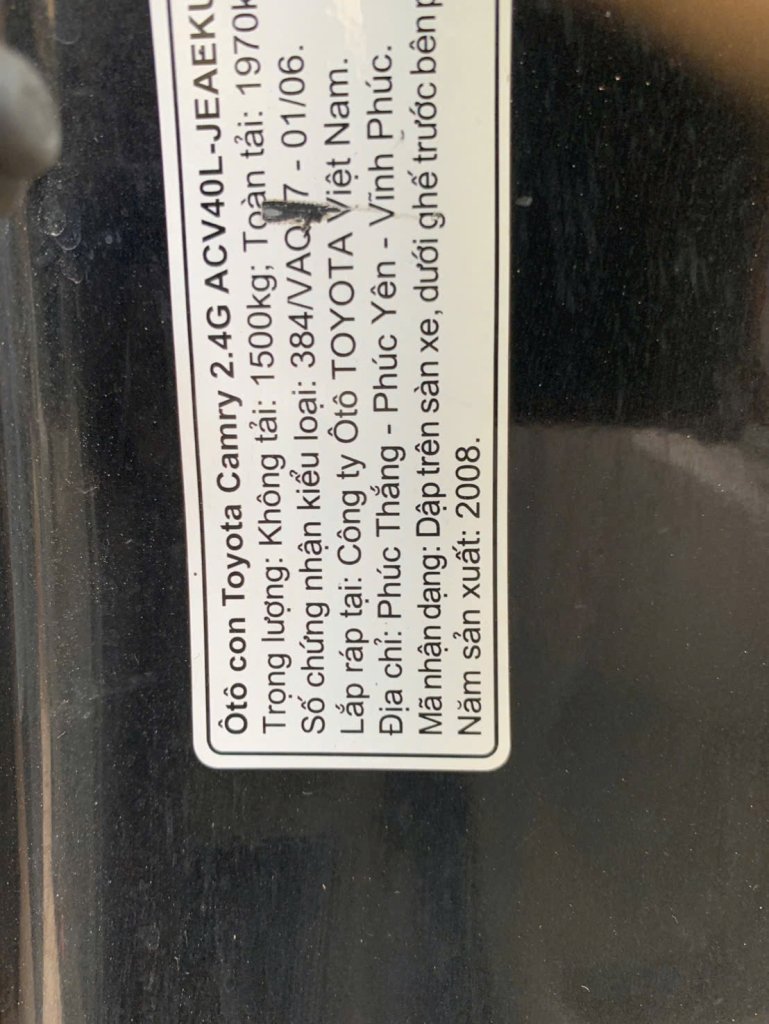 Ôtô con Toyota Camry 2.4G ACV40L-JEAEKU
Trọng lượng: Không tải: 1500kg; Toàn tải: 1970k
Số chứng nhận kiểu loại: 384/VAQ 7 - 01/06.
Lắp ráp tại: Công ty Ôtô TOYOTA Việt Nam.
Địa chỉ: Phúc Thắng - Phúc Yên - Vĩnh Phúc.
Mã nhận dạng: Dập trên sàn xe, dưới ghế trước bên p
Năm sản xuất: 2008.